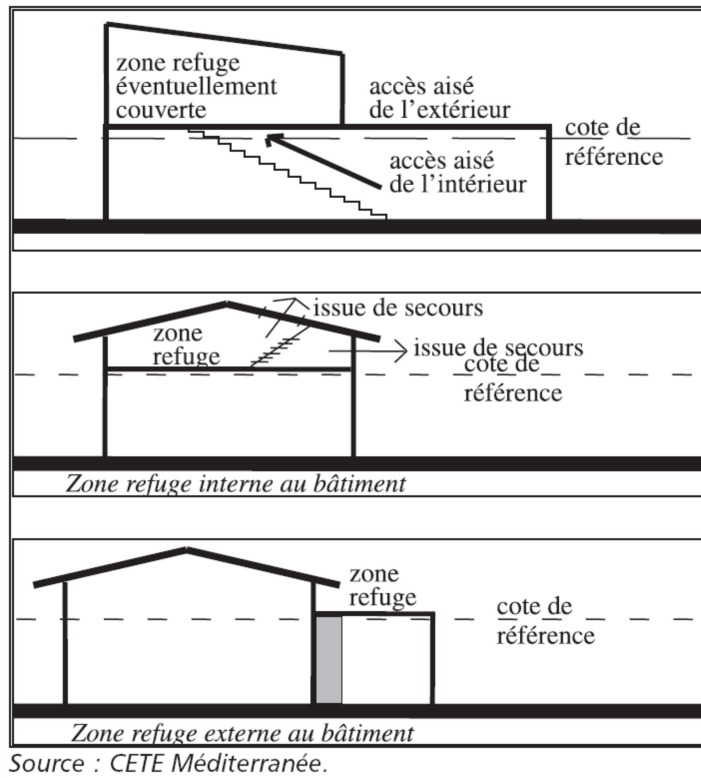 zone refuge
éventuellement
couverte
accès aisé
de l'extérieur
cote de
référence
accès aisé
de l'intérieur
issue de secours
zone
refuge
issue de secours
cote de
référence
Zone refuge interne au bâtiment
zone
refuge
cote de
référence
Zone refuge externe au bâtiment
Source : CETE Méditerranée.